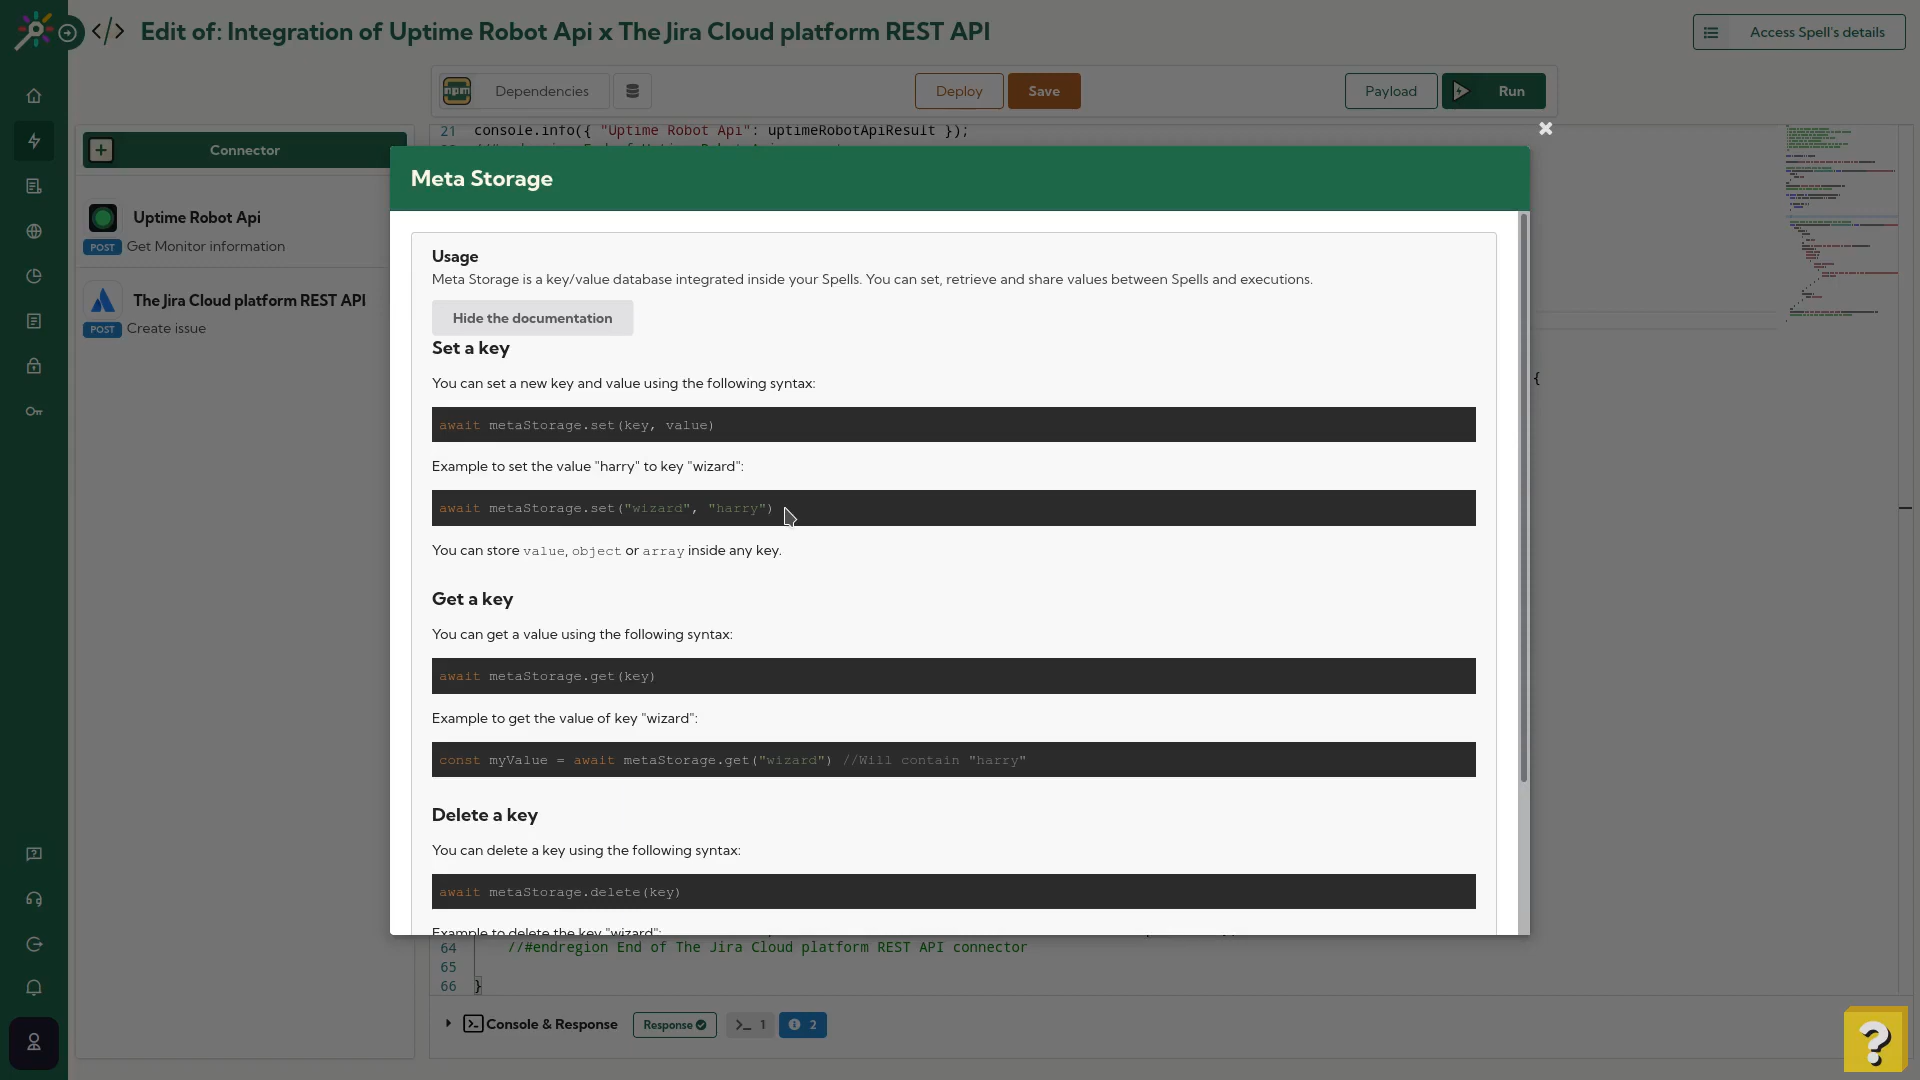 </> Edit of: Integration of Uptime Robot Api x The Jira Cloud platform REST API
Access Spell's details
npm Dependencies
Deploy
Save
Payload
Run
Connector
21 console.info({ "Uptime Robot Api": uptimeRobotApiResult });
Meta Storage
Uptime Robot Api
POST Get Monitor information
The Jira Cloud platform REST API
POST Create issue
Usage
Meta Storage is a key/value database integrated inside your Spells. You can set, retrieve and share values between Spells and executions.
Hide the documentation
Set a key
You can set a new key and value using the following syntax:
{
await metaStorage.set(key, value)
Example to set the value "harry" to key "wizard":
await metaStorage.set("wizard", "harry")
You can store value, object or array inside any key.
Get a key
You can get a value using the following syntax:
await metaStorage.get(key)
Example to get the value of key "wizard":
const myValue = await metaStorage.get("wizard") //Will contain "harry"
Delete a key
You can delete a key using the following syntax:
await metaStorage.delete(key)
Example to delete the key "wizard":
64 //#endregion End of The Jira Cloud platform REST API connector
65
66 }
Console & Response
Response
>_ 1
2
?